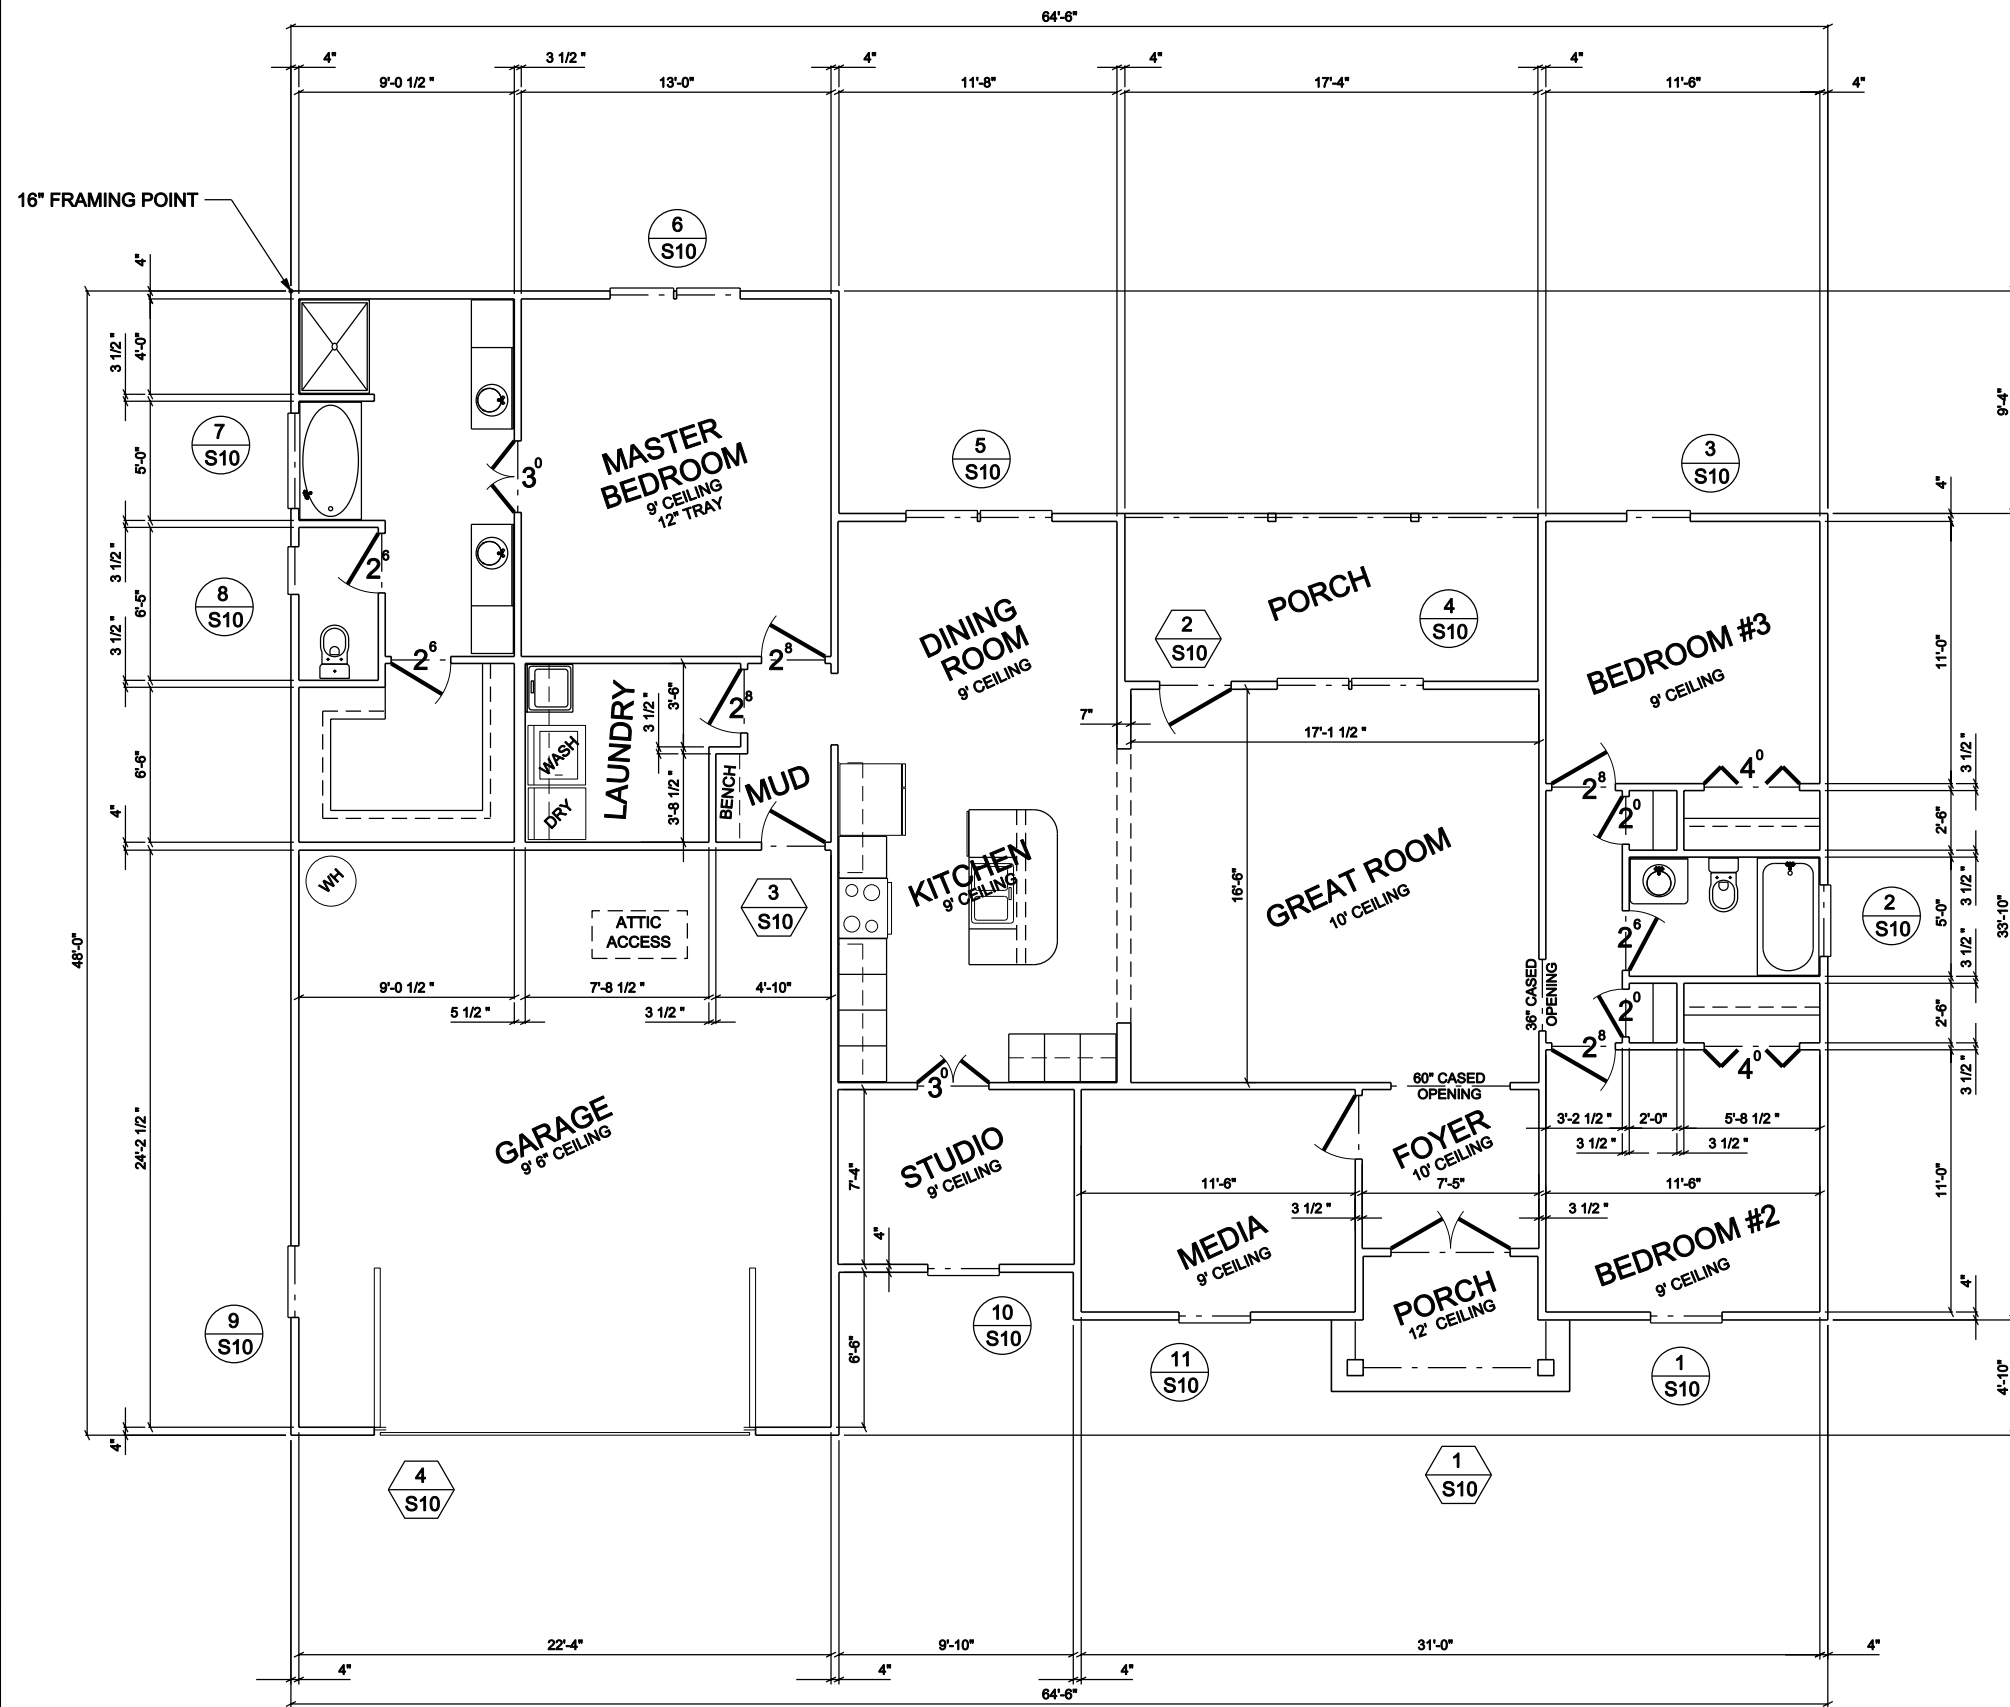 64'-6"
4" 3 1/2 " 4" 4" 4"
9'-0 1/2 " 13'-0" 11'-8" 17'-4" 11'-6" 4"
16" FRAMING POINT
6
S10
4"
3 1/2 "
4'-0"
9'-4"
7
S10
5'-0"
3⁰
MASTER
BEDROOM
9' CEILING
12" TRAY
5
S10
3
S10
4"
3 1/2 "
6'-5"
3 1/2 "
8
S10
2⁶
2⁶
2⁸
DINING
ROOM
9' CEILING
PORCH
2
S10
4
S10
BEDROOM #3
9' CEILING
11'-0"
LAUNDRY
3'-6"
3 1/2 "
2⁸
7"
17'-1 1/2 "
6'-6"
4"
WASH
DRY
3'-8 1/2"
BENCH
MUD
2⁸
4⁰
3 1/2 "
2⁰
2'-6"
48'-0"
WH
ATTIC
ACCESS
3
S10
KITCHEN
9' CEILING
16'-6"
GREAT ROOM
10' CEILING
3 1/2 "
2
S10
5'-0"
33'-10"
2⁶
3 1/2 "
9'-0 1/2 " 7'-8 1/2 " 4'-10"
5 1/2 " 3 1/2 "
36" CASED
OPENING
2⁰
2'-6"
2⁸
4⁰
3 1/2 "
3⁰
60" CASED
OPENING
24'-2 1/2 "
GARAGE
9' 6" CEILING
7'-4"
STUDIO
9' CEILING
FOYER
10' CEILING
3'-2 1/2 " 2'-0" 5'-8 1/2"
3 1/2 " 3 1/2 "
11'-6" 7'-5" 11'-6"
3 1/2 " 3 1/2 "
11'-0"
4"
MEDIA
9' CEILING
BEDROOM #2
9' CEILING
4"
PORCH
12' CEILING
9
S10
10
S10
6'-6"
11
S10
1
S10
4'-10"
4"
4
S10
1
S10
22'-4" 9'-10" 31'-0" 4"
4" 4" 4"
64'-6"